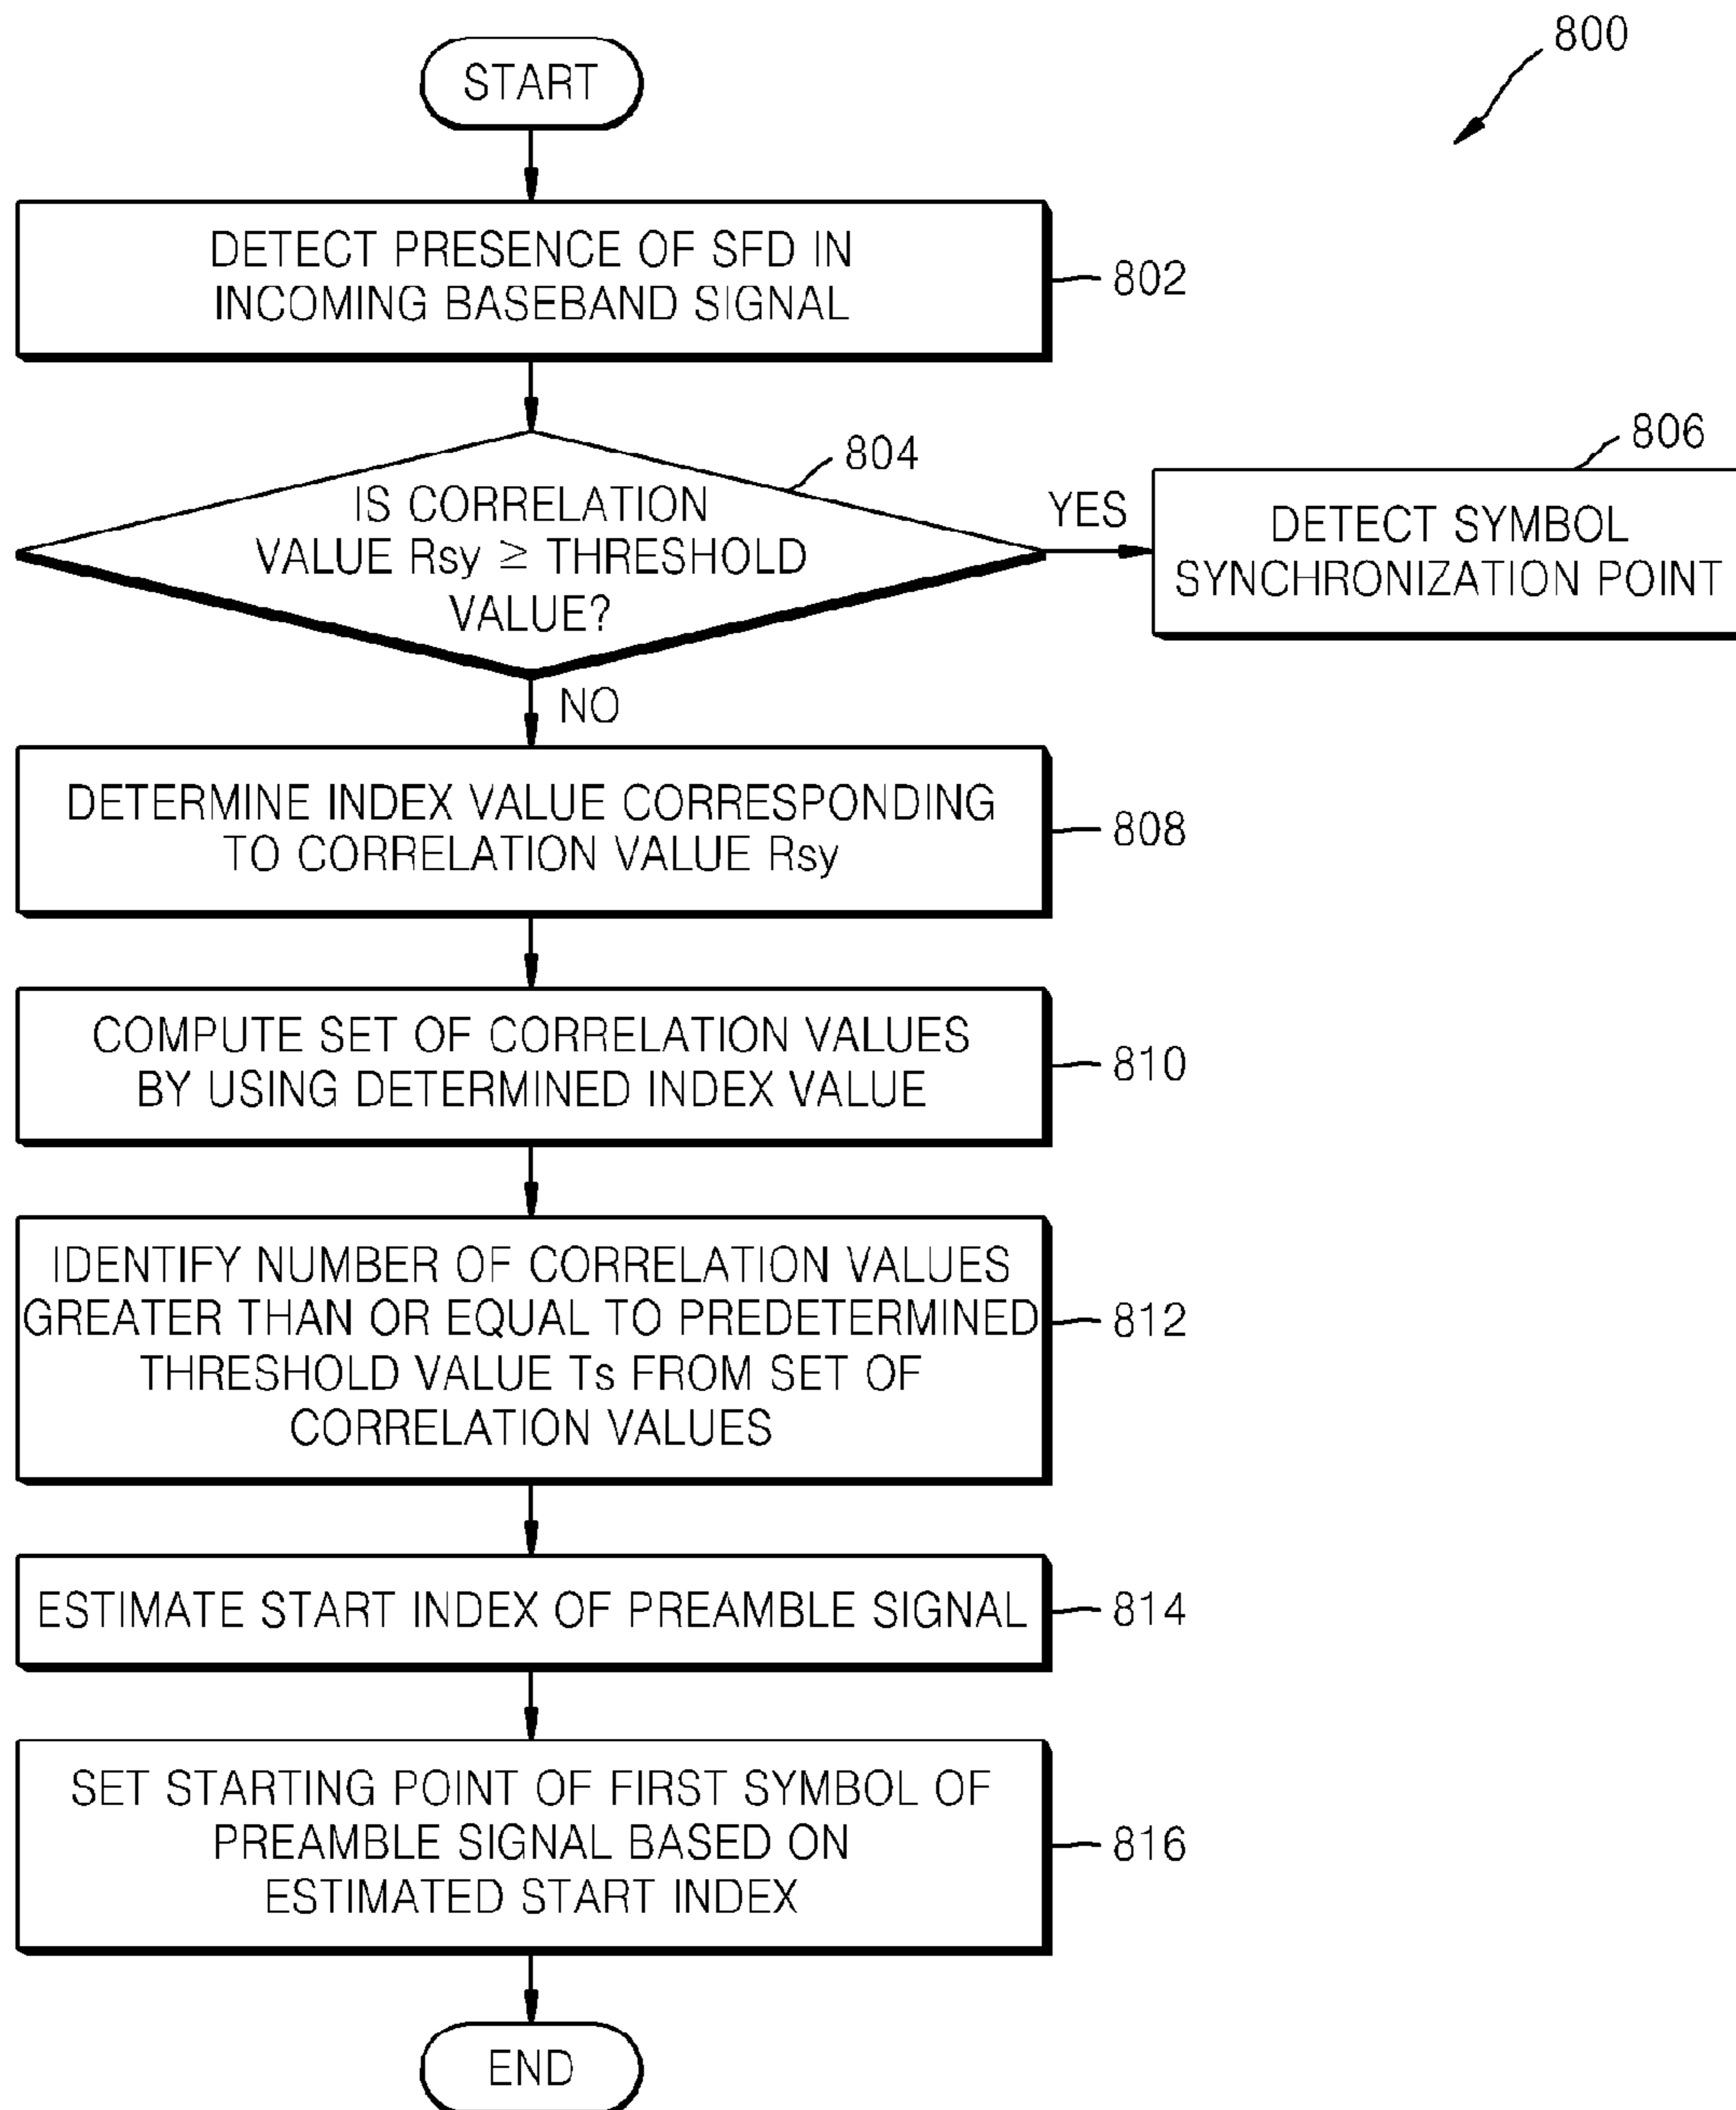 800
START
DETECT PRESENCE OF SFD IN
INCOMING BASEBAND SIGNAL
802
804
IS CORRELATION
VALUE Rsy ≥ THRESHOLD
VALUE?
YES
806
DETECT SYMBOL
SYNCHRONIZATION POINT
NO
DETERMINE INDEX VALUE CORRESPONDING
TO CORRELATION VALUE Rsy
808
COMPUTE SET OF CORRELATION VALUES
BY USING DETERMINED INDEX VALUE
810
IDENTIFY NUMBER OF CORRELATION VALUES
GREATER THAN OR EQUAL TO PREDETERMINED
THRESHOLD VALUE Ts FROM SET OF
CORRELATION VALUES
812
ESTIMATE START INDEX OF PREAMBLE SIGNAL
814
SET STARTING POINT OF FIRST SYMBOL OF
PREAMBLE SIGNAL BASED ON
ESTIMATED START INDEX
816
END